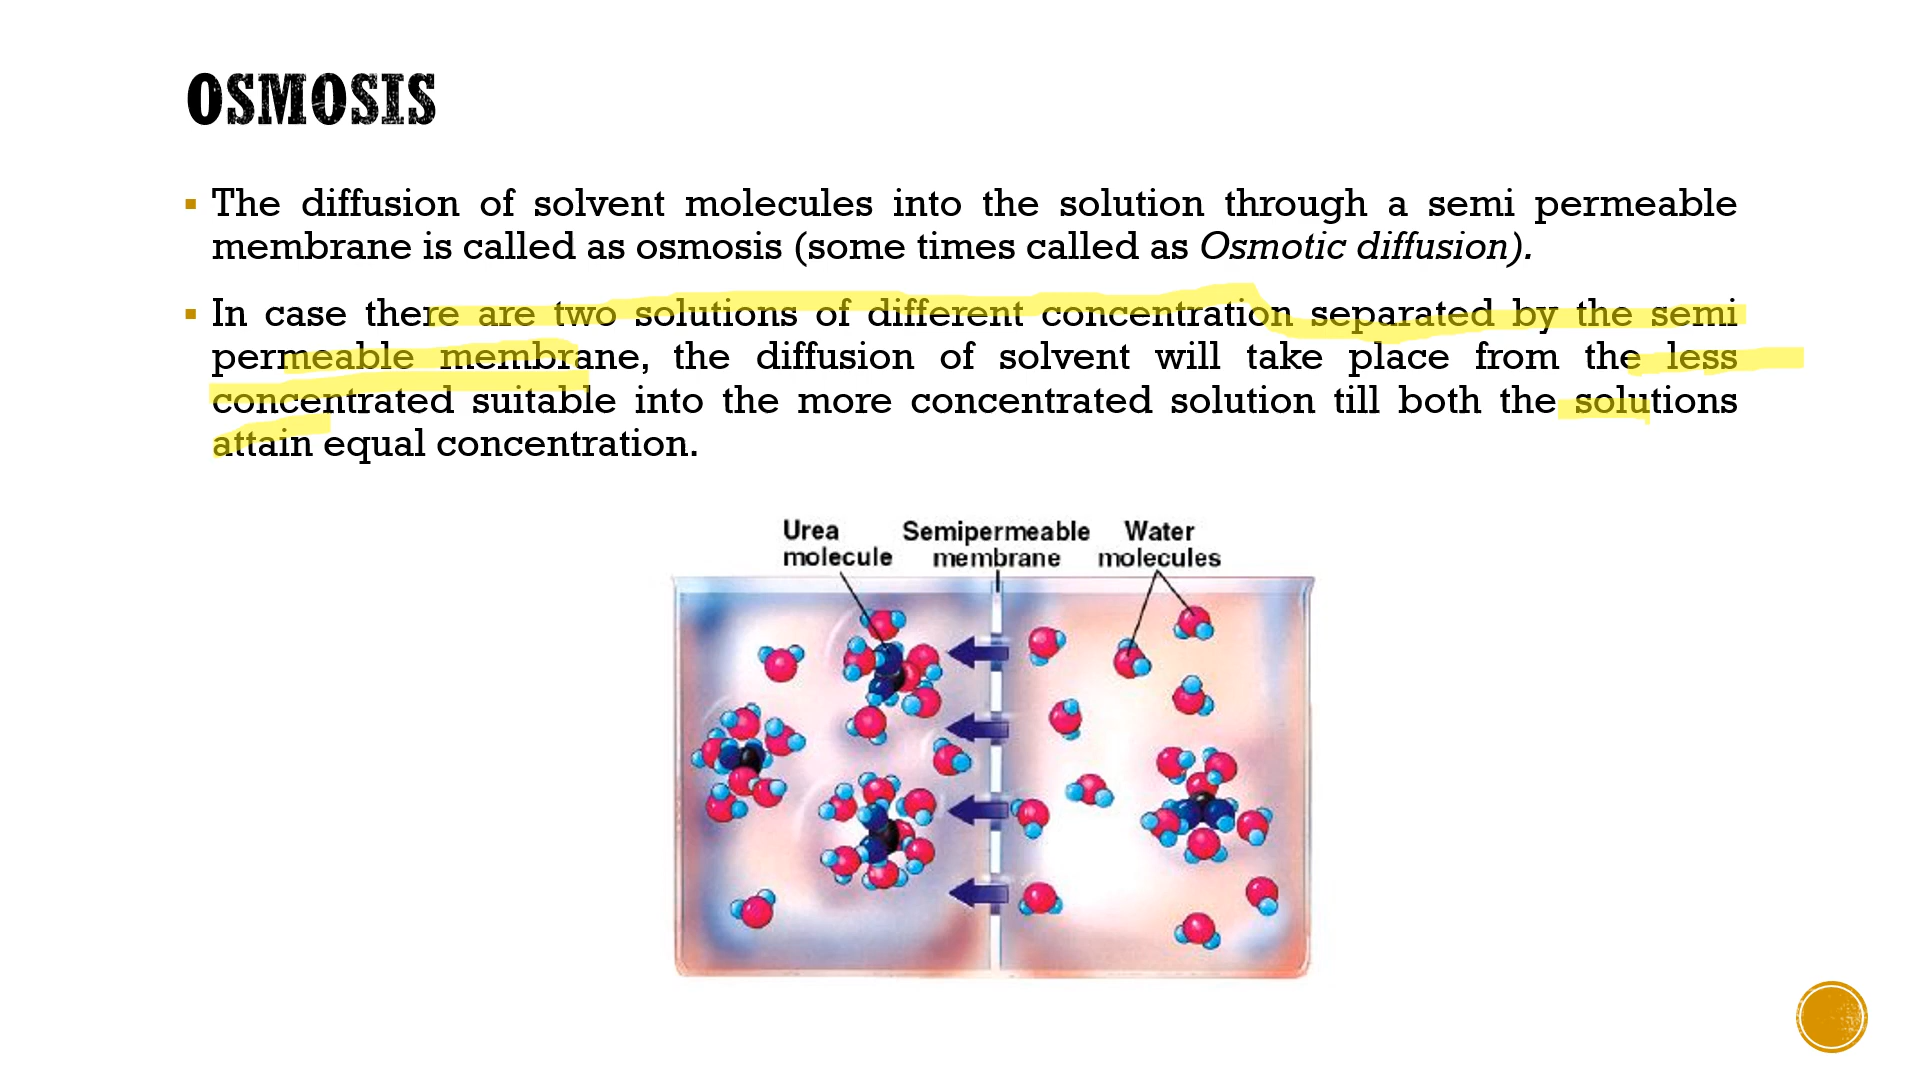 OSMOSIS
▪ The diffusion of solvent molecules into the solution through a semi permeable
membrane is called as osmosis (some times called as Osmotic diffusion).
▪ In case there are two solutions of different concentration separated by the semi
permeable membrane, the diffusion of solvent will take place from the less
concentrated suitable into the more concentrated solution till both the solutions
attain equal concentration.
Urea Semipermeable Water
molecule membrane molecules